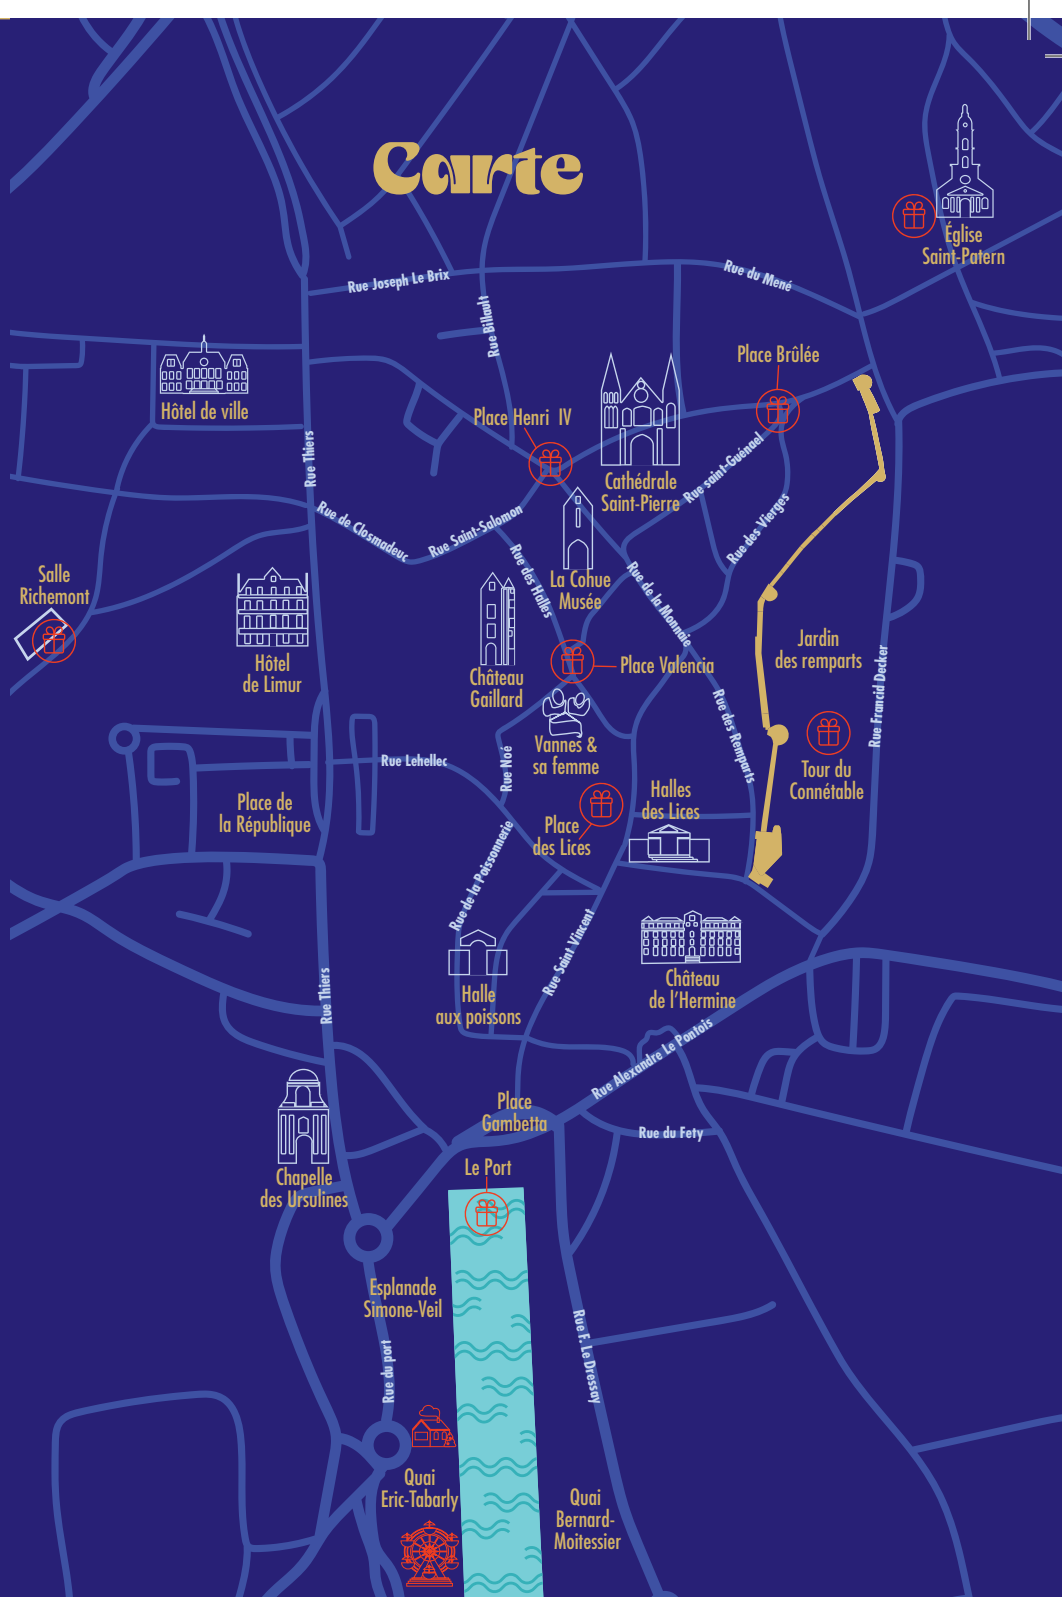 Carte
Église
Saint-Patern
Rue Joseph Le Brix
Rue du Mené
Rue Billault
Place Brûlée
Hôtel de ville
Place Henri IV
Rue Thiers
Cathédrale
Saint-Pierre
Rue saint-Guénael
Rue de Closmadeuc
Rue Saint-Salomon
Rue des Vierges
Rue des Halles
La Cohue
Musée
Rue de la Monnaie
Salle
Richemont
Hôtel
de Limur
Château
Gaillard
Place Valencia
Jardin
des remparts
Rue Francid Decker
Rue des Remparts
Vannes &
sa femme
Rue Noé
Rue Lehellec
Tour du
Connétable
Place de
la République
Halles
des Lices
Place
des Lices
Rue de la Poissonnerie
Rue Saint Vincent
Rue Thiers
Halle
aux poissons
Château
de l'Hermine
Rue Alexandre Le Pontois
Place
Gambetta
Rue du Fety
Le Port
Chapelle
des Ursulines
Esplanade
Simone-Veil
Rue du port
Rue F. Le Dressay
Quai
Eric-Tabarly
Quai
Bernard-
Moitessier